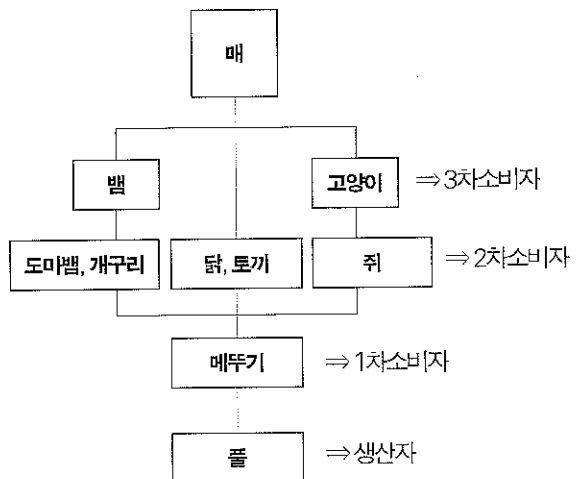 매
뱀
고양이
⇒3차소비자
도마뱀, 개구리
닭, 토끼
쥐
⇒2차소비자
메뚜기
⇒1차소비자
풀
⇒생산자